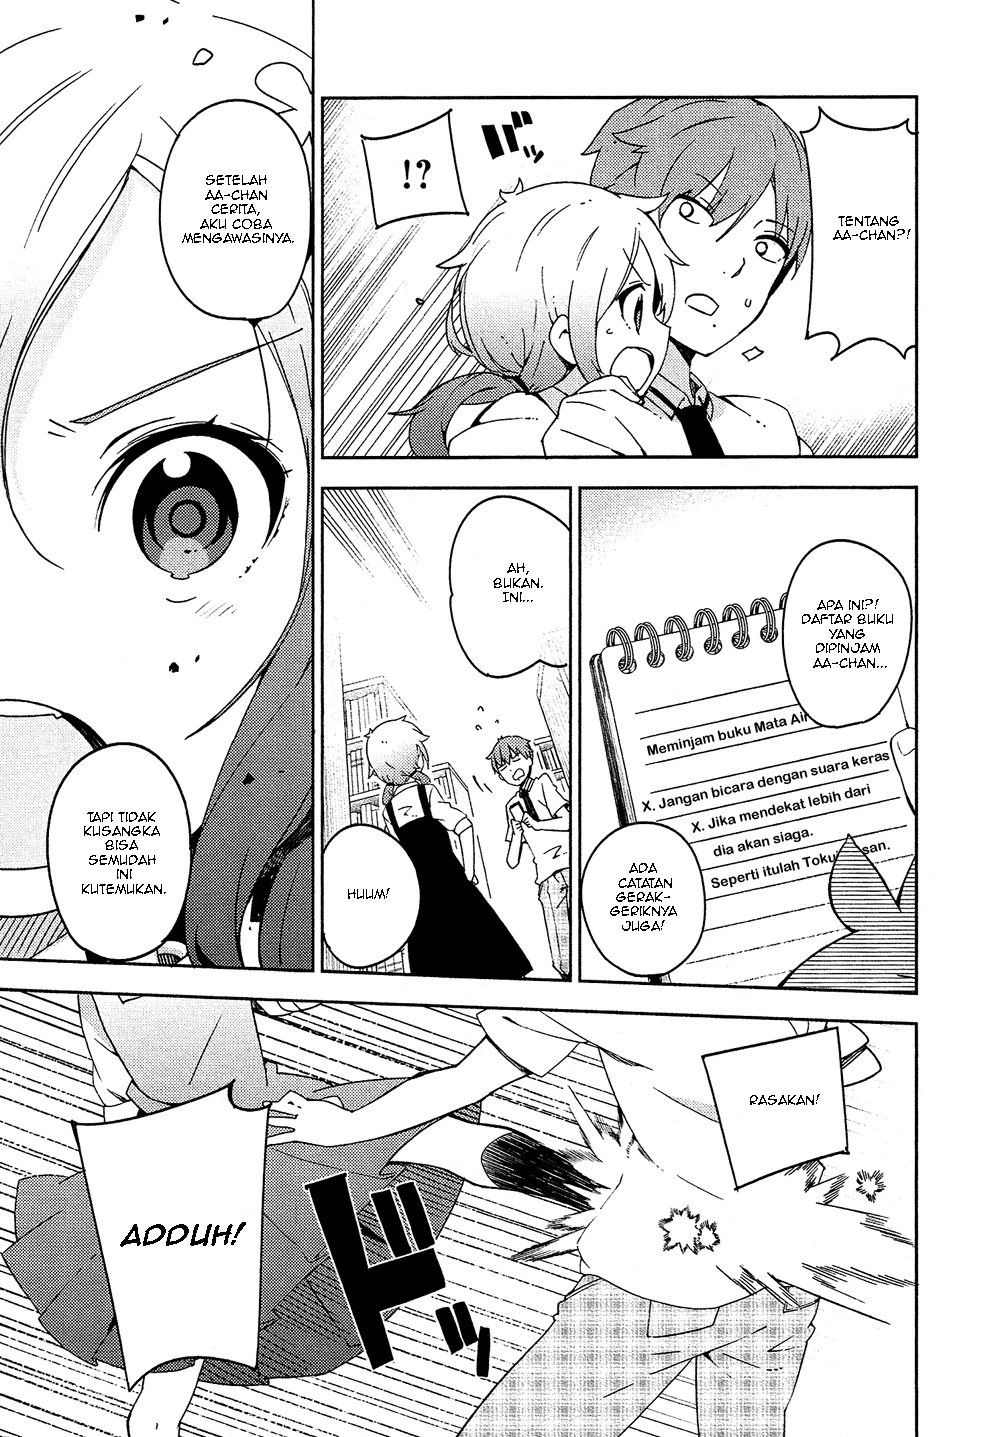 TENTANG
AA-CHAN?!
!?
SETELAH
AA-CHAN
CERITA,
AKU COBA
MENGAWASINYA.
TAPI TIDAK
KUSANGKA
BISA
SEMUDAH
INI
KUTEMUKAN.
APA INI?!
DAFTAR BUKU
YANG
DIPINJAM
AA-CHAN...
Meminjam buku Mata Air
X. Jangan bicara dengan suara keras
X. Jika mendekat lebih dari
dia akan siaga.
Seperti itulah
ADA
CATATAN
GERAK-
GERIKNYA
JUGA!
AH,
BUKAN.
INI...
HUUM!
RASAKAN!
ADDUH!
ドド